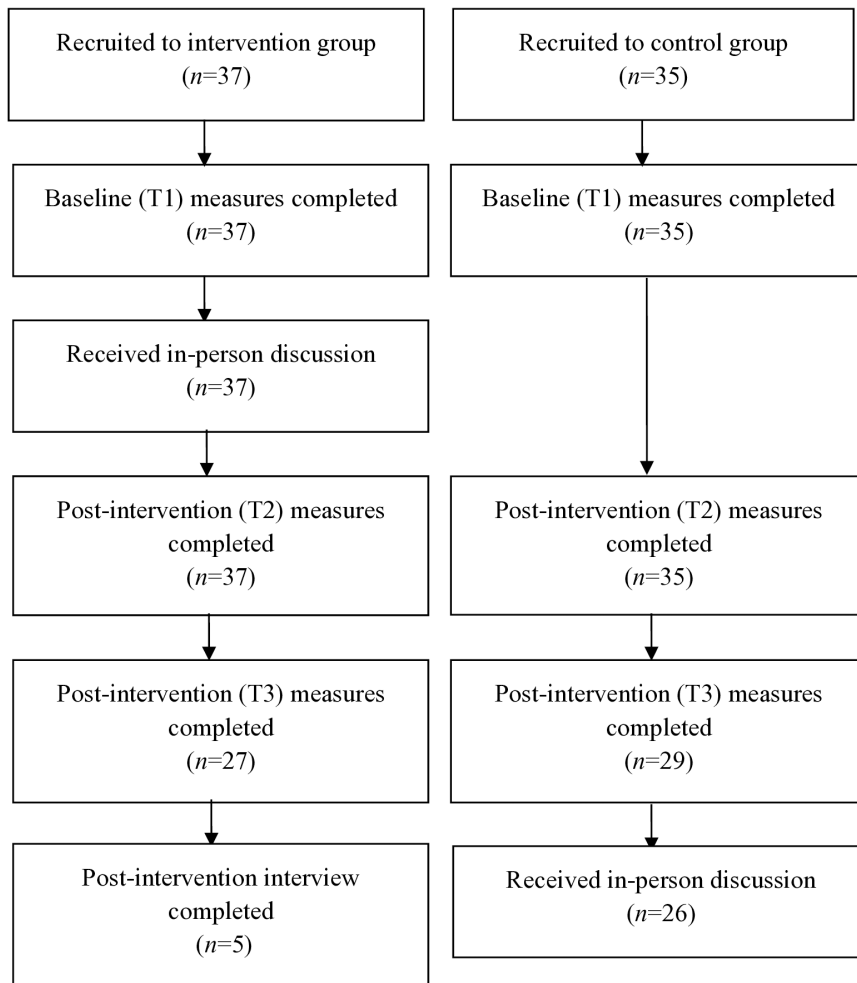 Recruited to intervention group
(n=37)
Baseline (T1) measures completed
(n=37)
Received in-person discussion
(n=37)
Post-intervention (T2) measures
completed
(n=37)
Post-intervention (T3) measures
completed
(n=27)
Post-intervention interview
completed
(n=5)
Recruited to control group
(n=35)
Baseline (T1) measures completed
(n=35)
Post-intervention (T2) measures
completed
(n=35)
Post-intervention (T3) measures
completed
(n=29)
Received in-person discussion
(n=26)